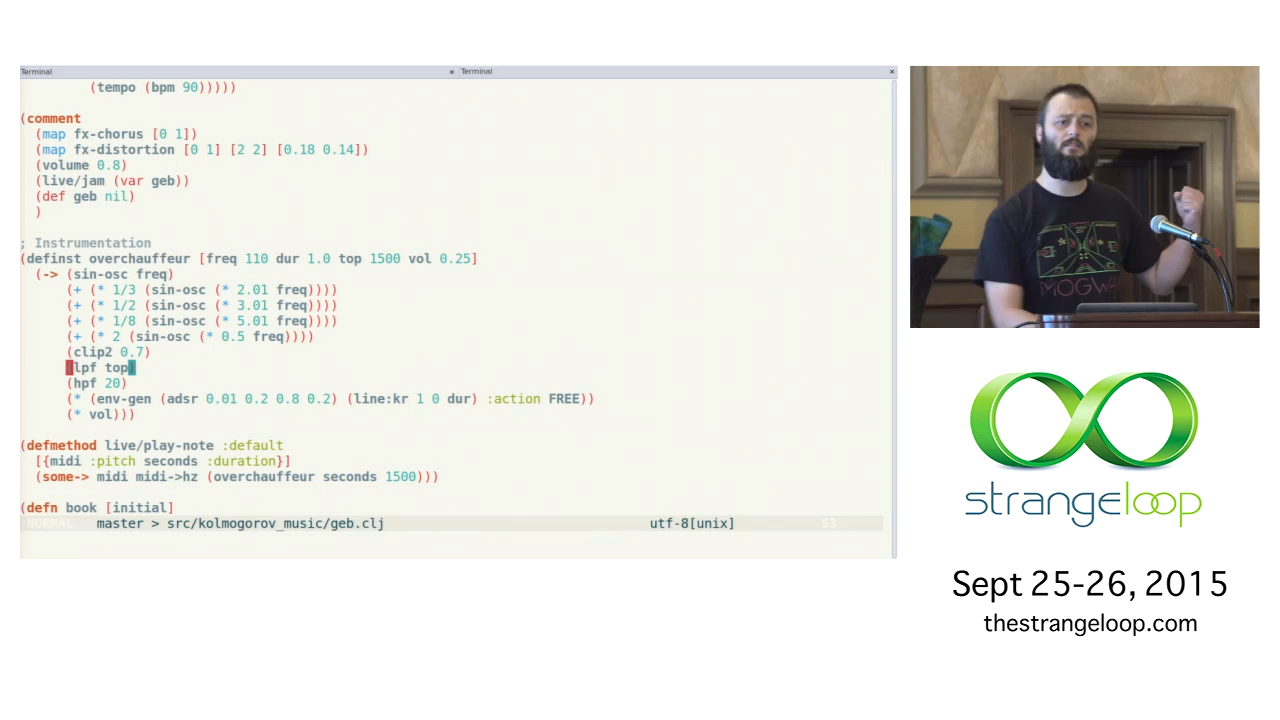 Terminal
Terminal
(tempo (bpm 90)))))
(comment
(map fx-chorus [0 1])
(map fx-distortion [0 1] [2 2] [0.18 0.14])
(volume 0.8)
(live/jam (var geb))
(def geb nil)
)
; Instrumentation
(definst overchauffeur [freq 110 dur 1.0 top 1500 vol 0.25]
(-> (sin-osc freq)
(+ (* 1/3 (sin-osc (* 2.01 freq))))
(+ (* 1/2 (sin-osc (* 3.01 freq))))
(+ (* 1/8 (sin-osc (* 5.01 freq))))
(+ (* 2 (sin-osc (* 0.5 freq))))
(clip2 0.7)
(lpf top)
(hpf 20)
(* (env-gen (adsr 0.01 0.2 0.8 0.2) (line:kr 1 0 dur) :action FREE))
(* vol)))
(defmethod live/play-note :default
[{midi :pitch seconds :duration}]
(some-> midi midi->hz (overchauffeur seconds 1500)))
(defn book [initial]
NORMAL master > src/kolmogorov_music/geb.clj utf-8[unix] 53
MOGWA
strangeloop
Sept 25-26, 2015
thestrangeloop.com